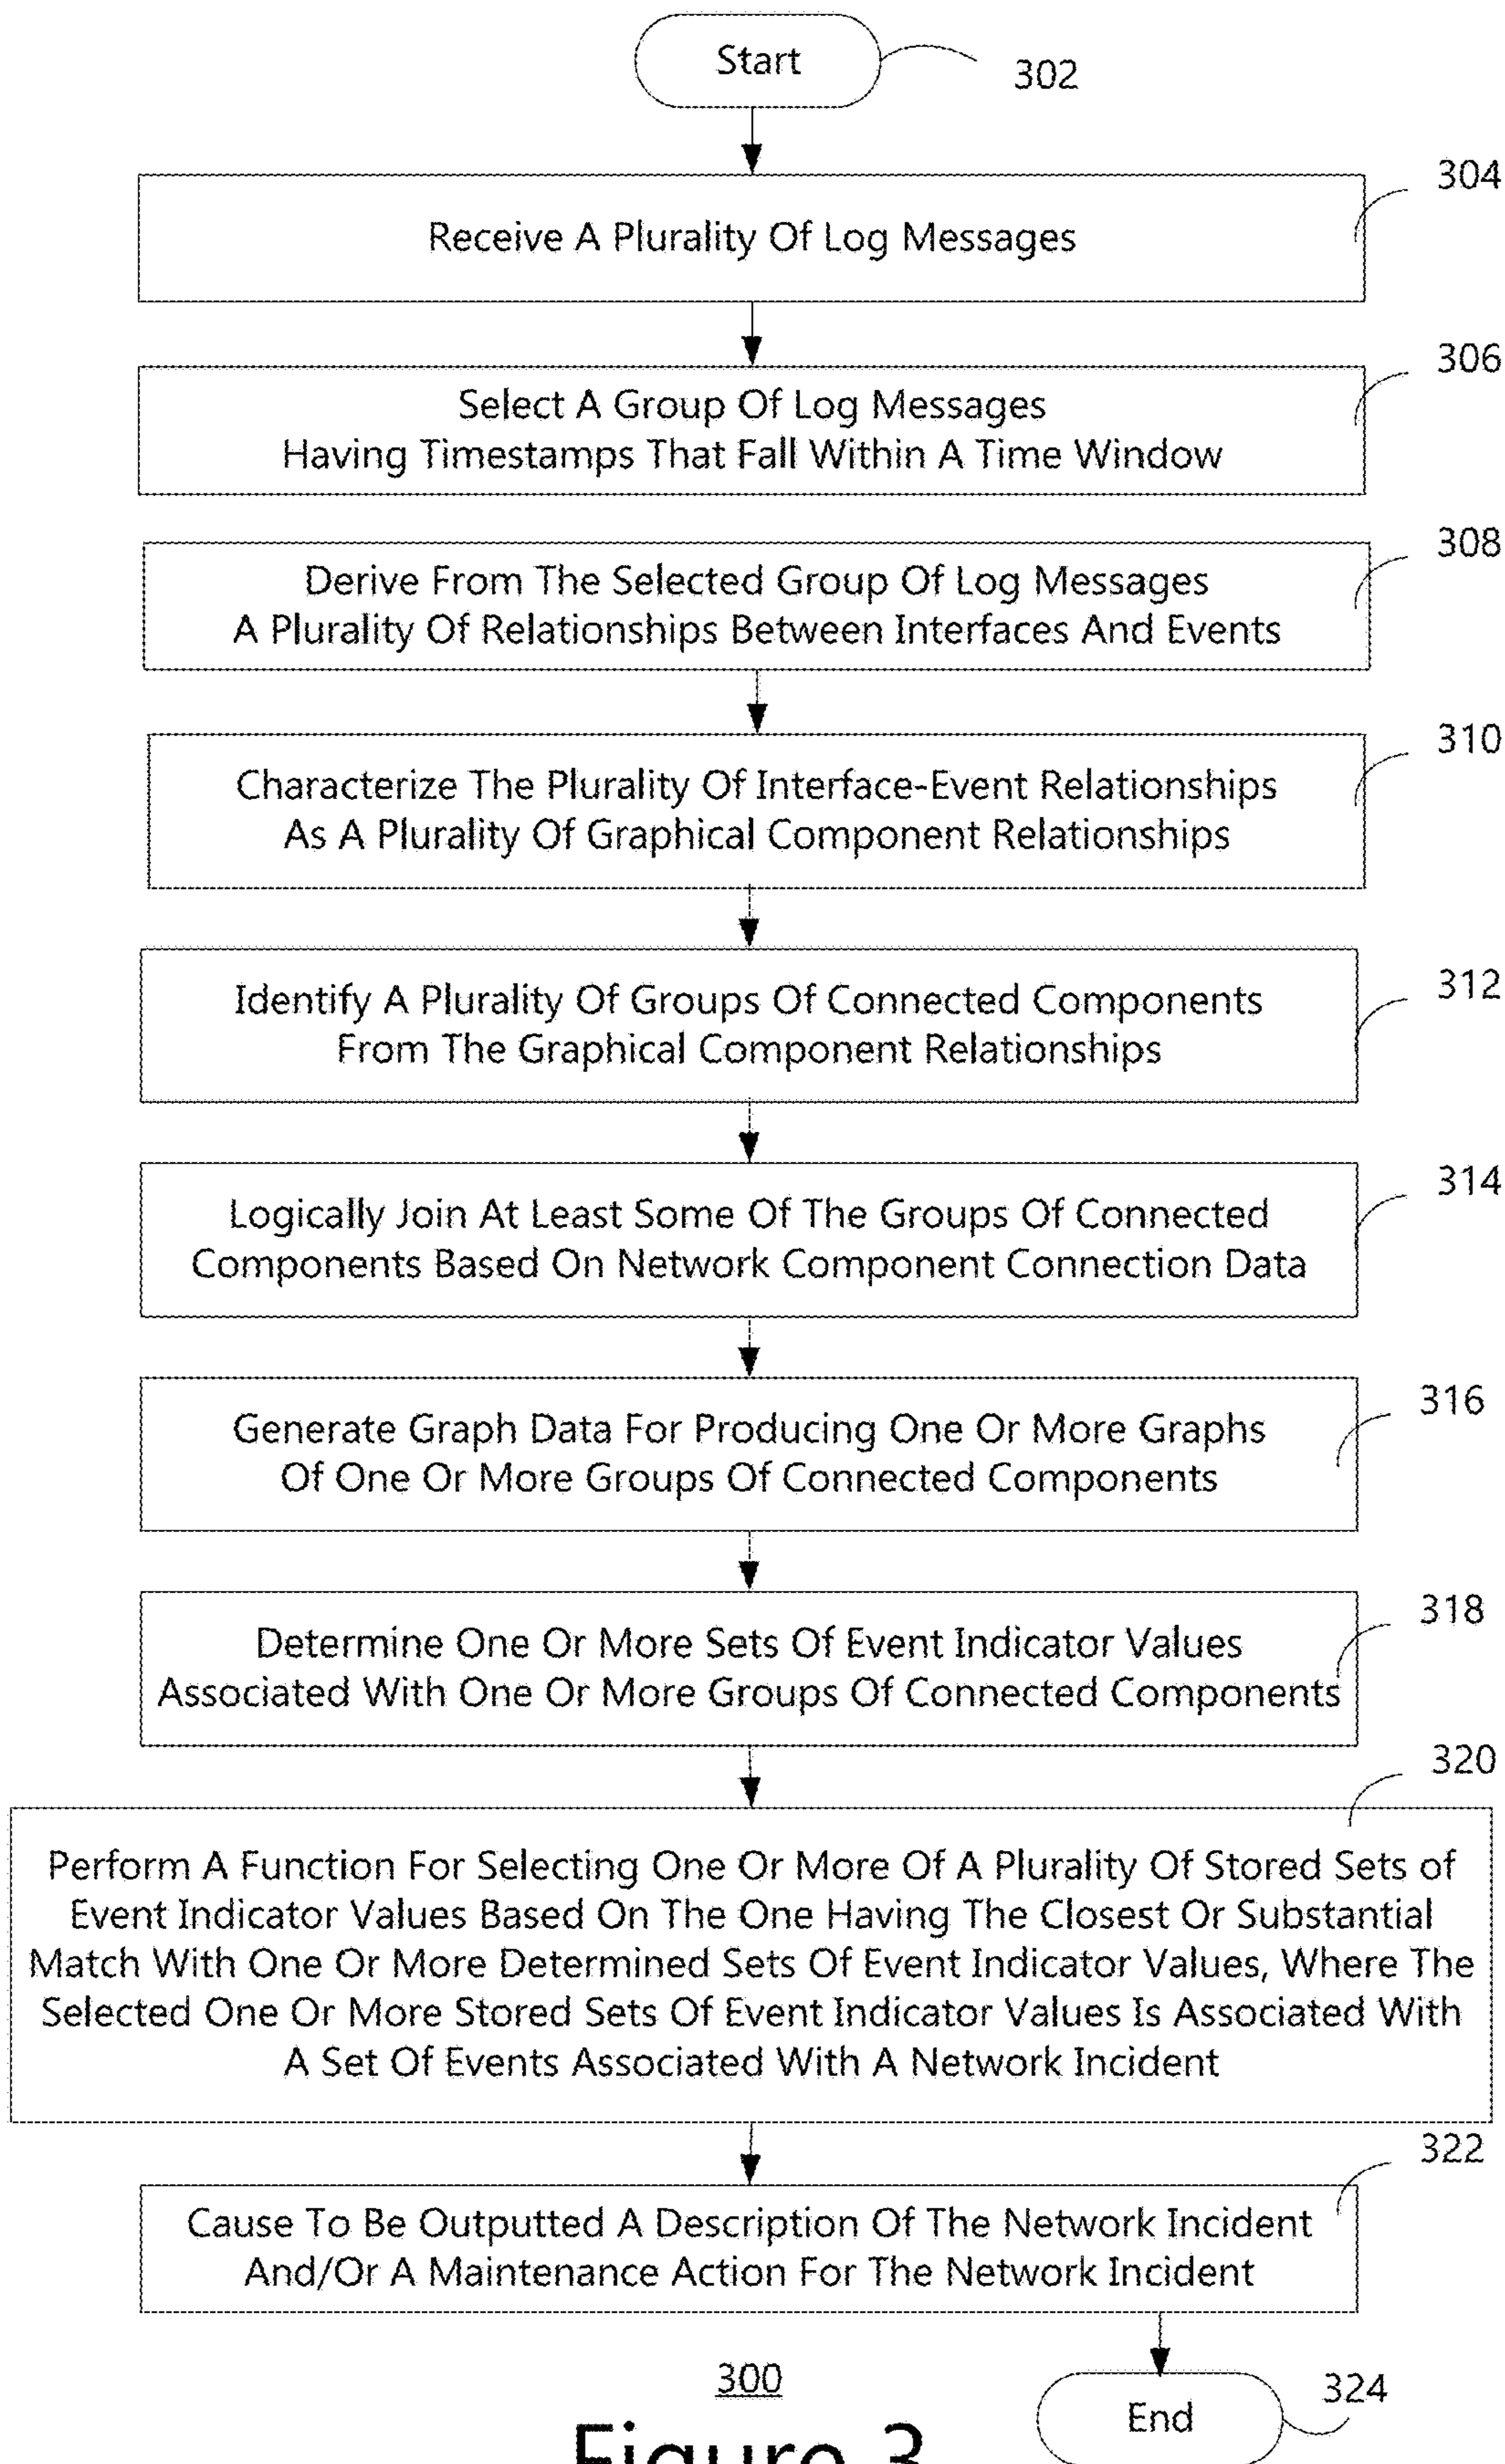 Start
302
304
Receive A Plurality Of Log Messages
306
Select A Group Of Log Messages
Having Timestamps That Fall Within A Time Window
308
Derive From The Selected Group Of Log Messages
A Plurality Of Relationships Between Interfaces And Events
310
Characterize The Plurality Of Interface-Event Relationships
As A Plurality Of Graphical Component Relationships
312
Identify A Plurality Of Groups Of Connected Components
From The Graphical Component Relationships
314
Logically Join At Least Some Of The Groups Of Connected
Components Based On Network Component Connection Data
316
Generate Graph Data For Producing One Or More Graphs
Of One Or More Groups Of Connected Components
318
Determine One Or More Sets Of Event Indicator Values
Associated With One Or More Groups Of Connected Components
320
Perform A Function For Selecting One Or More Of A Plurality Of Stored Sets of
Event Indicator Values Based On The One Having The Closest Or Substantial
Match With One Or More Determined Sets Of Event Indicator Values, Where The
Selected One Or More Stored Sets Of Event Indicator Values Is Associated With
A Set Of Events Associated With A Network Incident
322
Cause To Be Outputted A Description Of The Network Incident
And/Or A Maintenance Action For The Network Incident
300
324
End
Figure 3